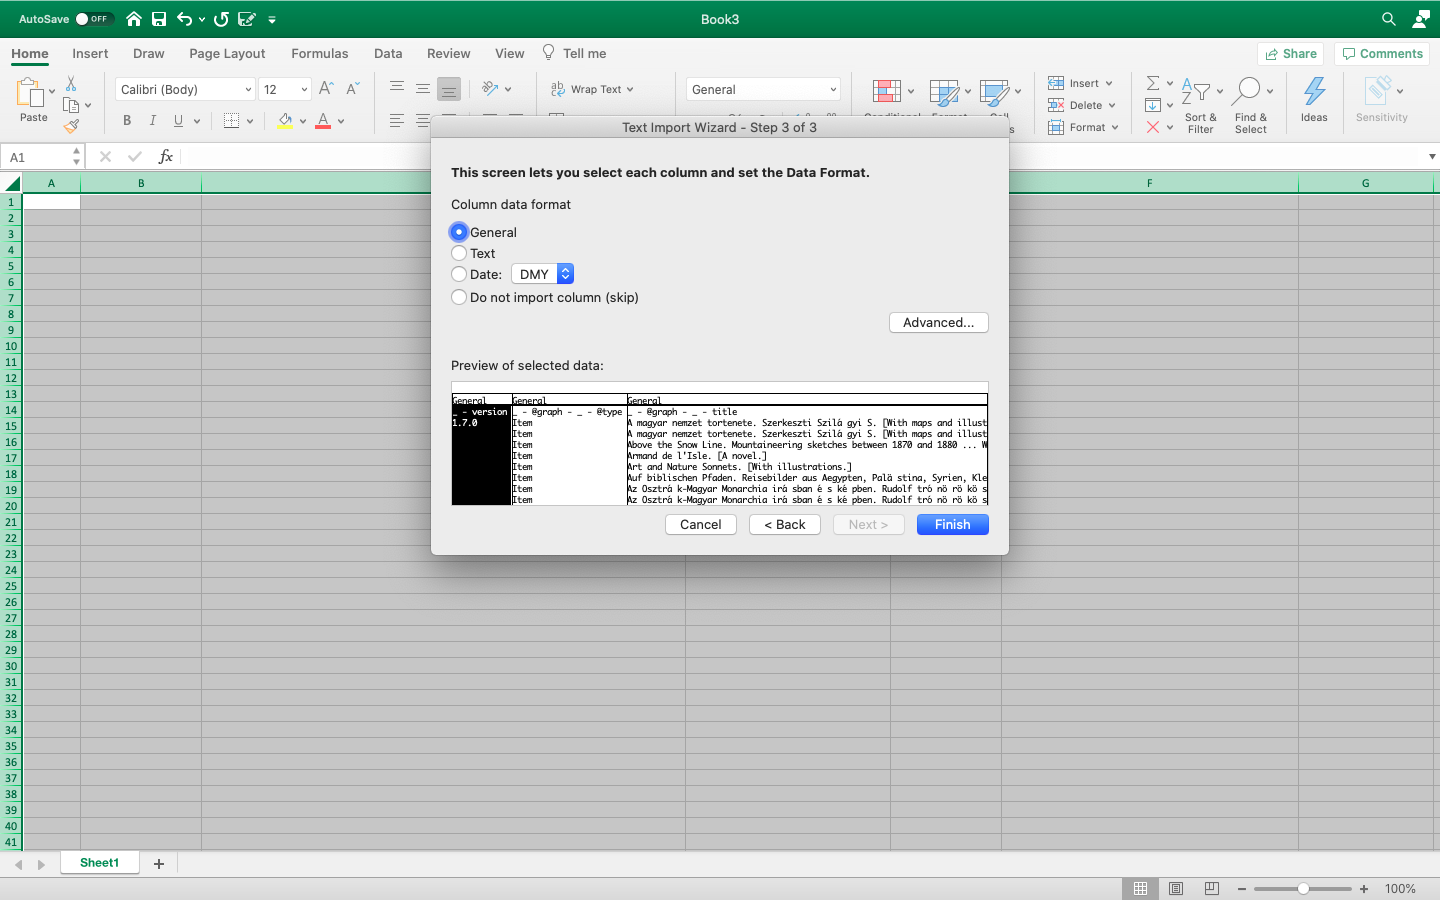 AutoSave OFF
Book3
Home Insert Draw Page Layout Formulas Data Review View Tell me
Share Comments
Paste
Calibri (Body) 12
B I U
Wrap Text
General
Insert
Delete
Format
Sort & Filter
Find & Select
Ideas
Sensitivity
A1 fx
Text Import Wizard - Step 3 of 3
This screen lets you select each column and set the Data Format.
Column data format
General
Text
Date: DMY
Do not import column (skip)
Advanced...
Preview of selected data:
General General General
_ - version _ - @graph - _ - @type _ - @graph - _ - title
1.7.0 Item A magyar nemzet tortenete. Szerkeszti Szilá gyi S. [With maps and illust
Item A magyar nemzet tortenete. Szerkeszti Szilá gyi S. [With maps and illust
Item Above the Snow Line. Mountaineering sketches between 1870 and 1880 ... W
Item Armand de l'Isle. [A novel.]
Item Art and Nature Sonnets. [With illustrations.]
Item Auf biblischen Pfaden. Reisebilder aus Aegypten, Palä stina, Syrien, Kle
Item Az Osztrá k-Magyar Monarchia irá sban é s ké pben. Rudolf tró nö rö kö s
Item Az Osztrá k-Magyar Monarchia irá sban é s ké pben. Rudolf tró nö rö kö s
Cancel < Back Next > Finish
A B F G
1
2
3
4
5
6
7
8
9
10
11
12
13
14
15
16
17
18
19
20
21
22
23
24
25
26
27
28
29
30
31
32
33
34
35
36
37
38
39
40
41
Sheet1
100%